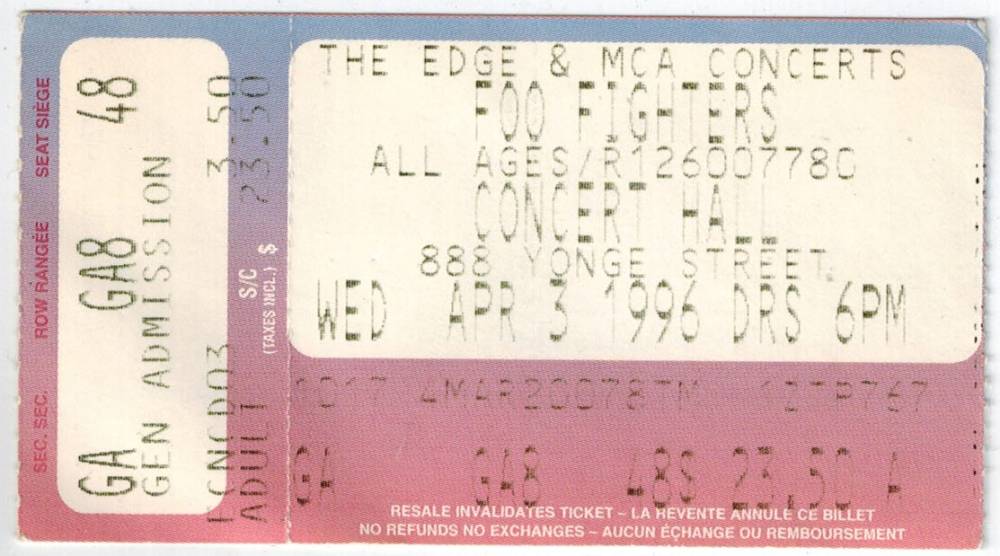 THE EDGE & MCA CONCERTS
FOO FIGHTERS
ALL AGES/R12600778C
CONCERT HALL
888 YONGE STREET
WED APR 3 1996 DRS 6PM
4MAR200787M
GA GA8 48S 23.50 A
RESALE INVALIDATES TICKET ~ LA REVENTE ANNULE CE BILLET
NO REFUNDS NO EXCHANGES ~ AUCUN ÉCHANGE OU REMBOURSEMENT
SEC. SEC. ROW RANGÉE SEAT SIÈGE
GA GA8 48
GEN ADMISSION
3.50
ADULT 23.50
S/C
(TAXES INCL.) $